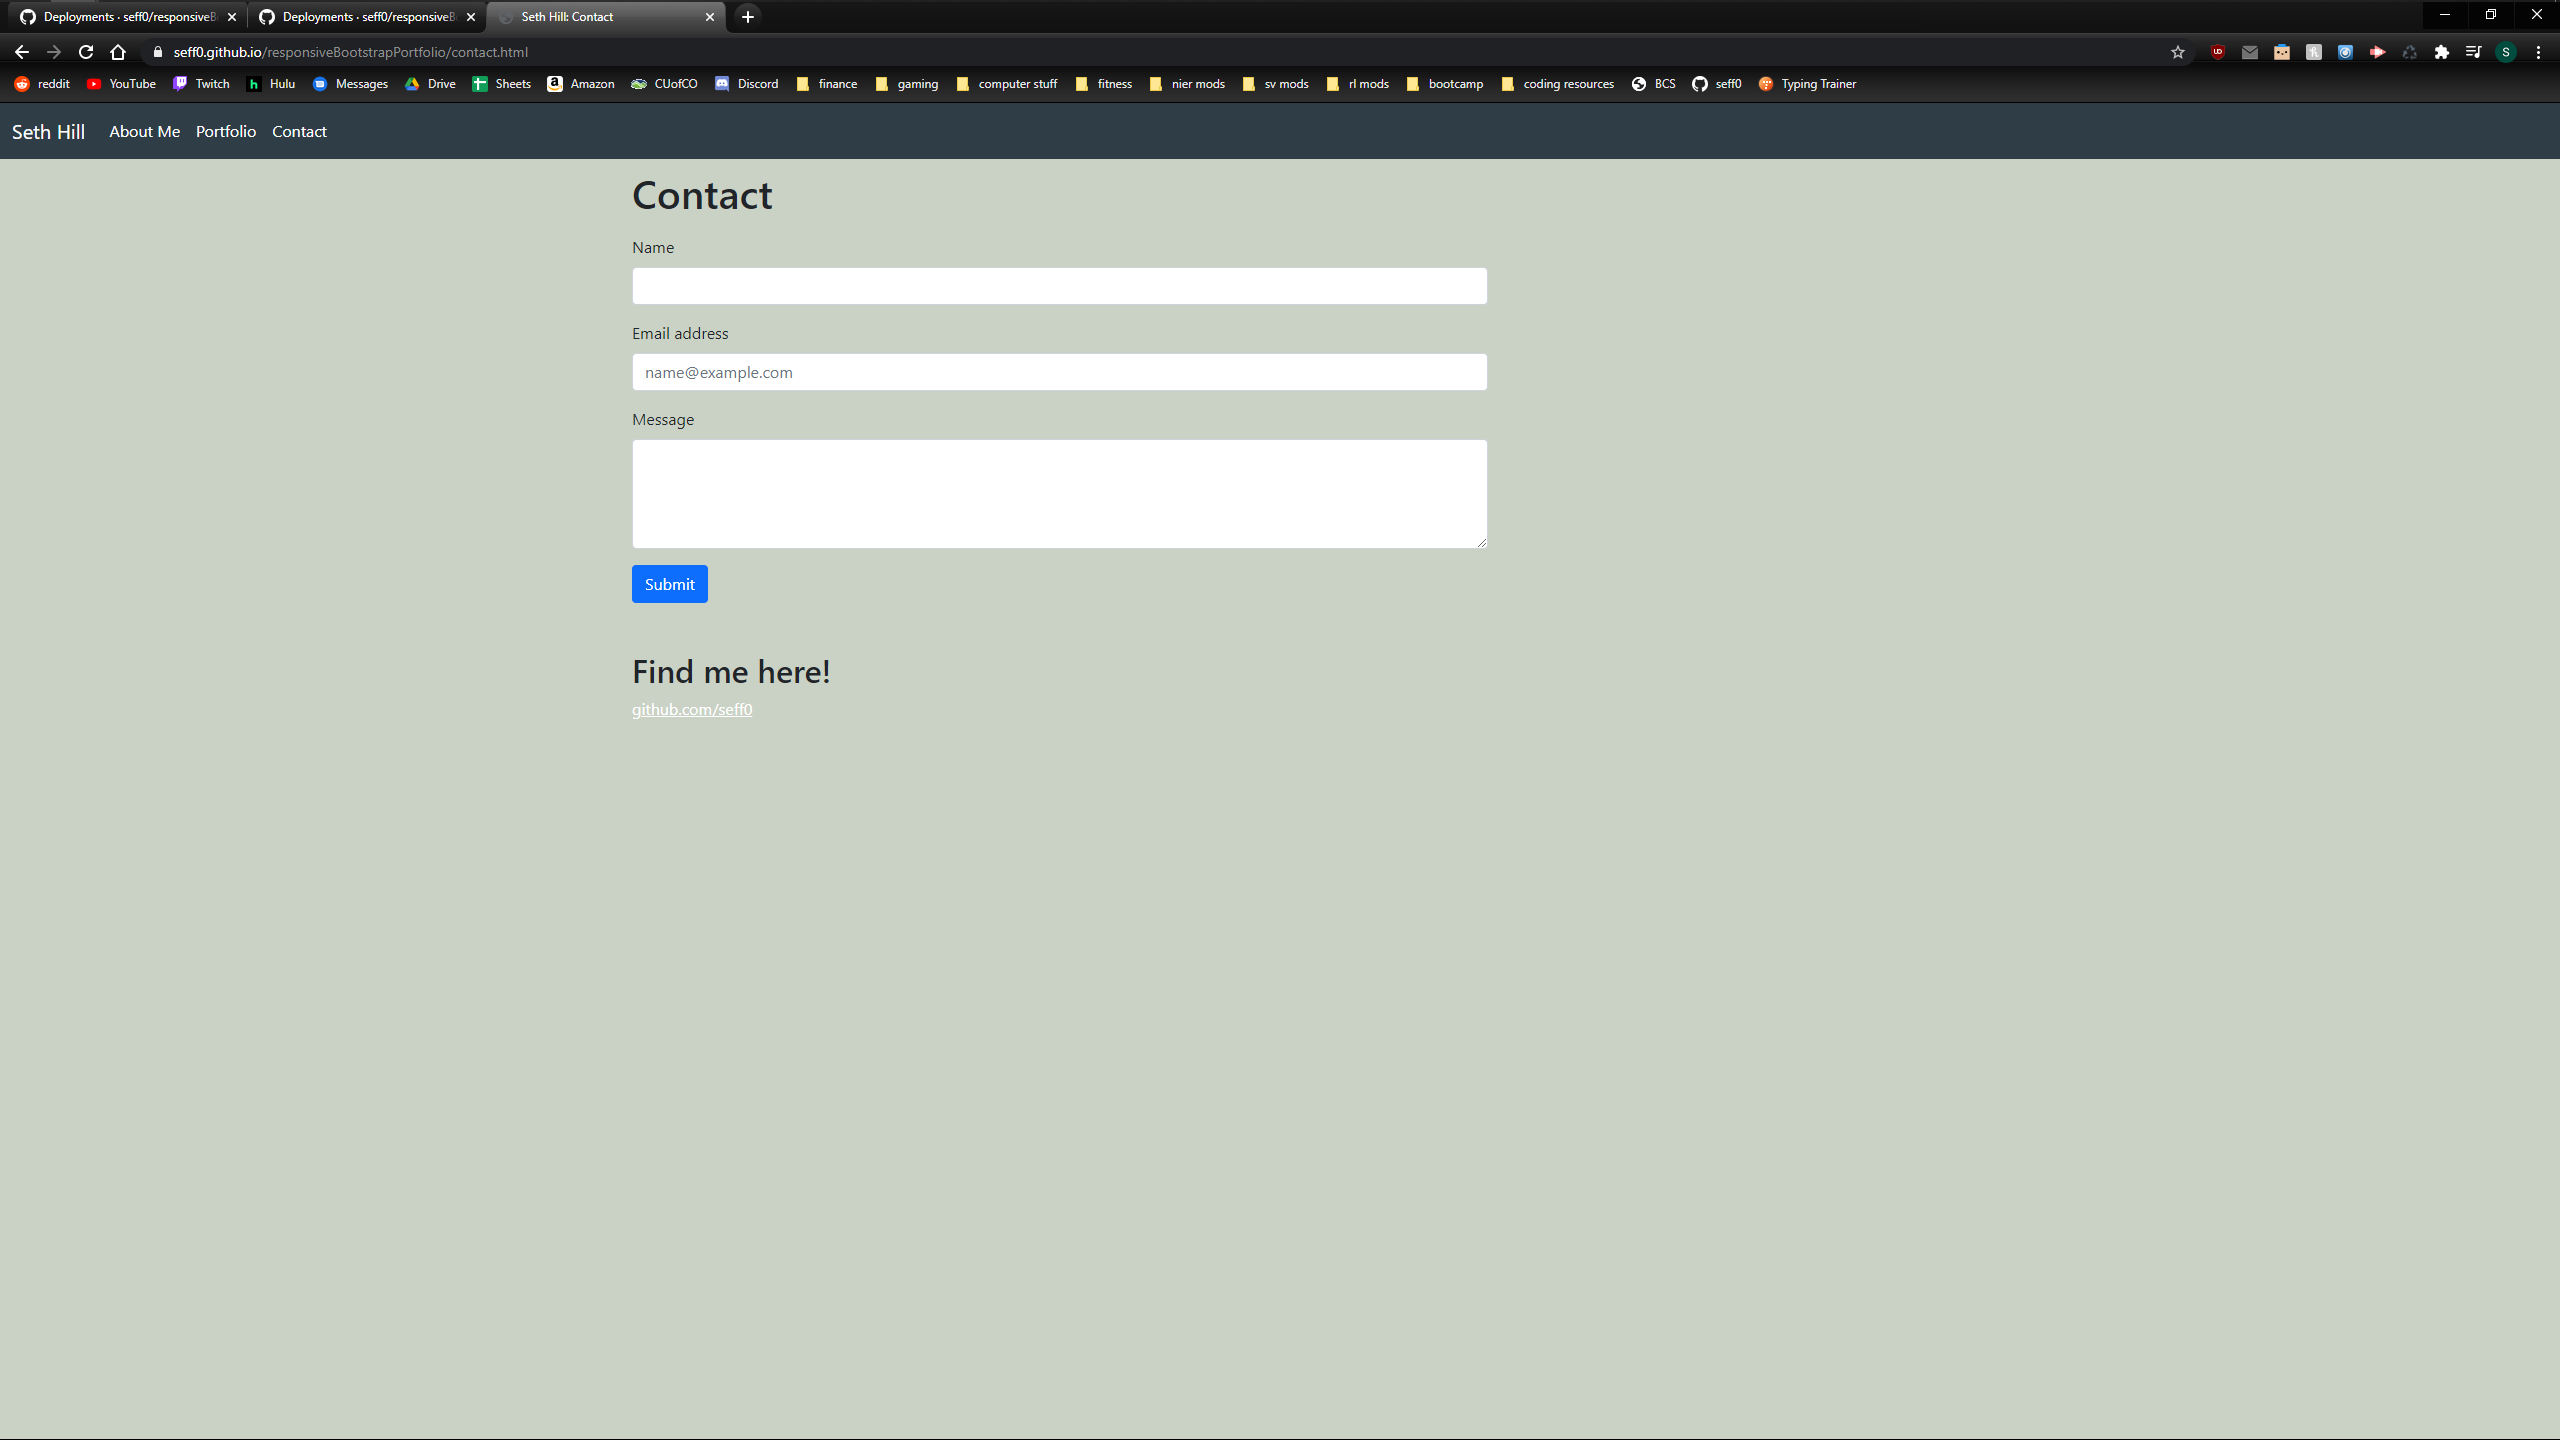 Deployments · seff0/responsiveB
Deployments · seff0/responsiveB
Seth Hill: Contact
seff0.github.io/responsiveBootstrapPortfolio/contact.html
S
reddit YouTube Twitch Hulu Messages Drive Sheets Amazon CUofCO Discord finance gaming computer stuff fitness nier mods sv mods rl mods bootcamp coding resources BCS seff0 Typing Trainer
Seth Hill About Me Portfolio Contact
Contact
Name
Email address
name@example.com
Message
Submit
Find me here!
github.com/seff0